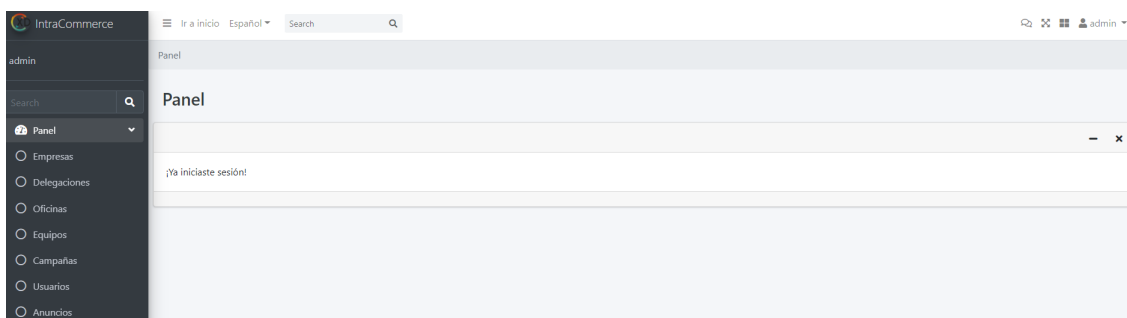 IntraCommerce
Ir a inicio Español Search
admin
admin
Panel
Search
Panel
Panel
Empresas
¡Ya iniciaste sesión!
Delegaciones
Oficinas
Equipos
Campañas
Usuarios
Anuncios